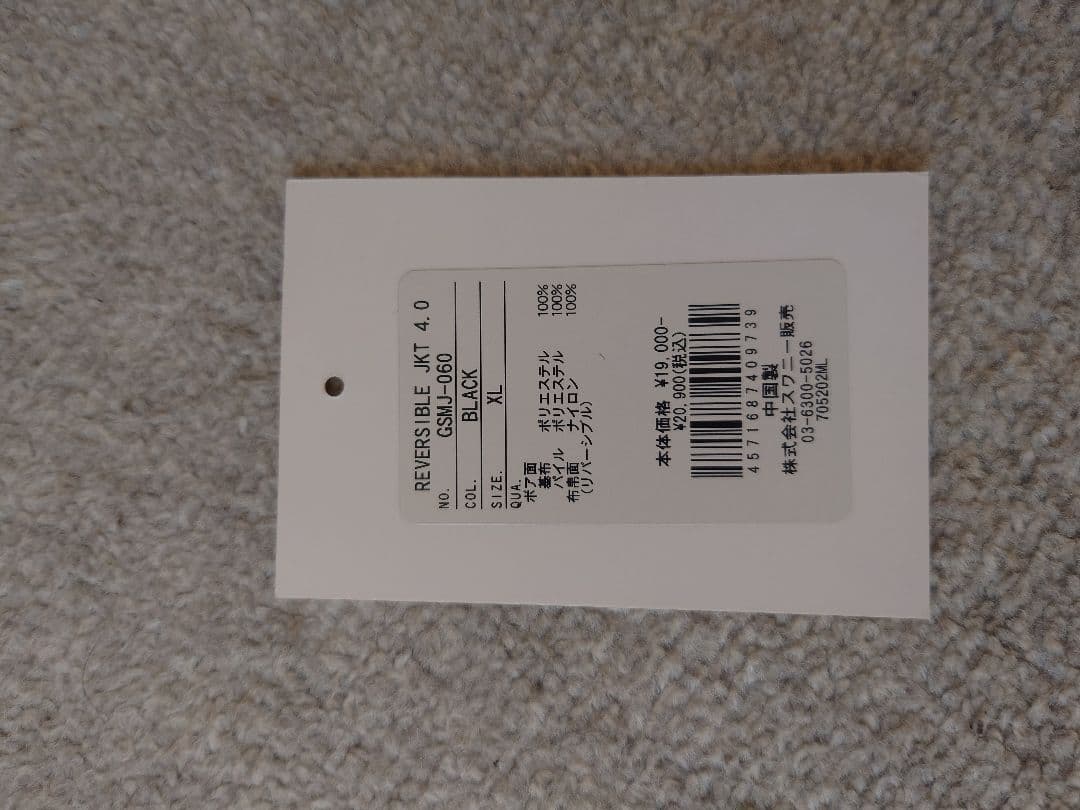 REVERSIBLE JKT 4.0
NO. GSMJ-060
COL. BLACK
SIZE. XL
QUA.
ボア面
基布 ポリエステル 100%
パイル ポリエステル 100%
布帛面 ナイロン 100%
(リバーシブル)
本体価格 ¥19,000-
¥20,900(税込)
4571687409739
中国製
株式会社スワニー販売
03-6300-5026
705202ML